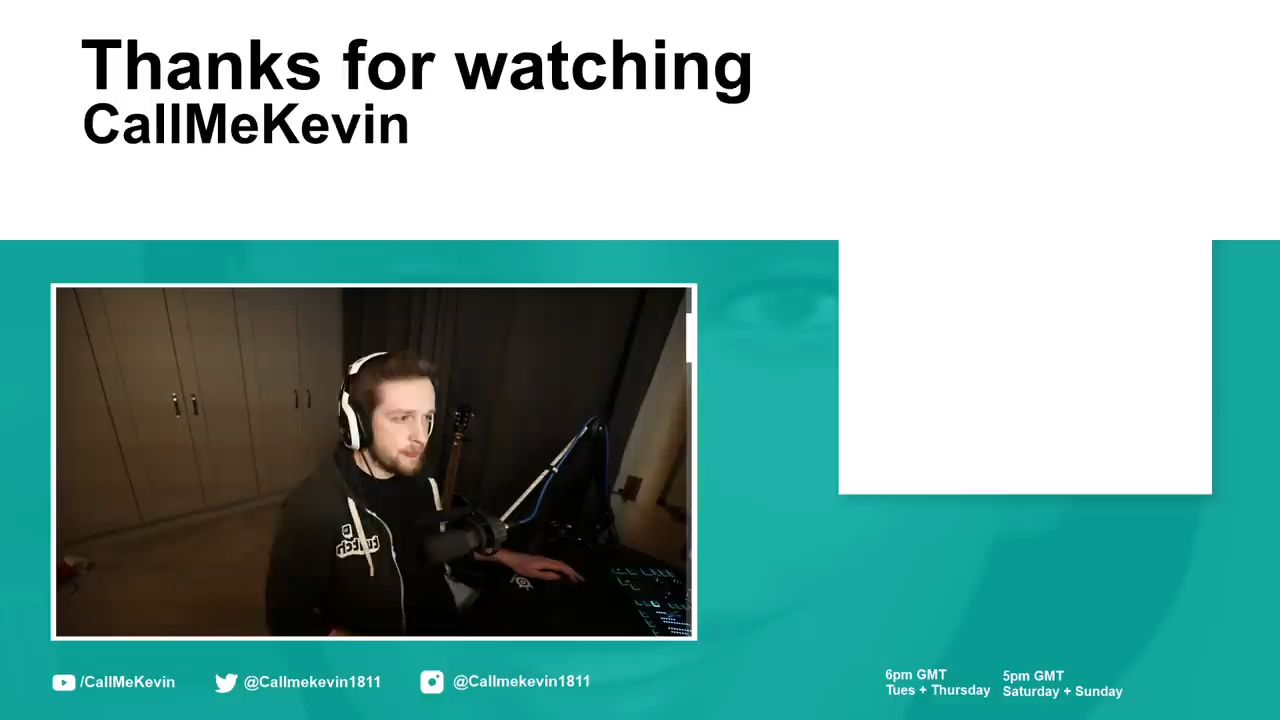 Thanks for watching
CallMeKevin
/CallMeKevin
@Callmekevin1811
@Callmekevin1811
6pm GMT
Tues + Thursday
5pm GMT
Saturday + Sunday